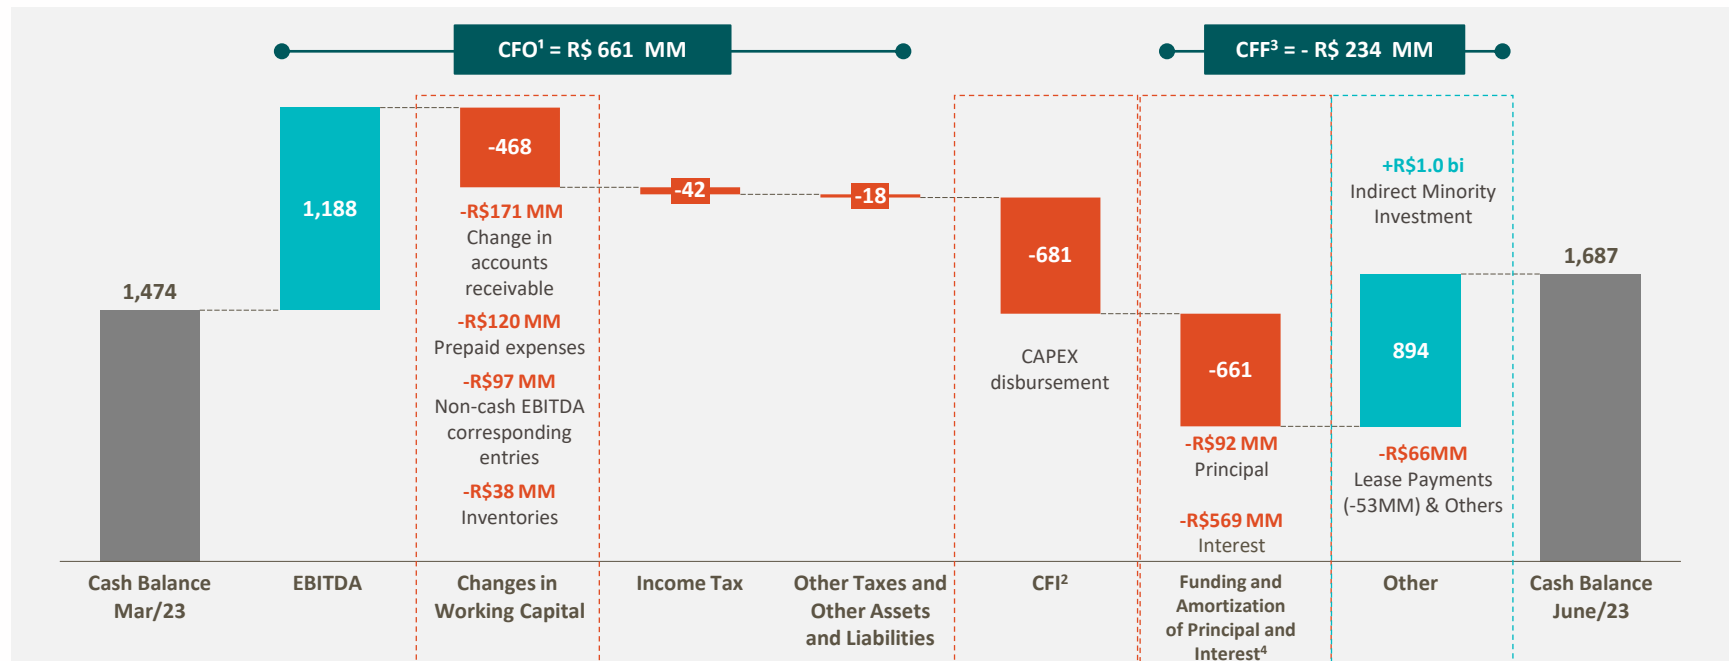 CFO¹ = R$ 661 MM
CFF³ = - R$ 234 MM
1,474
1,188
-468
-R$171 MM
Change in
accounts
receivable
-R$120 MM
Prepaid expenses
-R$97 MM
Non-cash EBITDA
corresponding
entries
-R$38 MM
Inventories
-42
-18
-681
CAPEX
disbursement
-661
-R$92 MM
Principal
-R$569 MM
Interest
+R$1.0 bi
Indirect Minority
Investment
894
-R$66MM
Lease Payments
(-53MM) & Others
1,687
Cash Balance
Mar/23
EBITDA
Changes in
Working Capital
Income Tax
Other Taxes and
Other Assets
and Liabilities
CFI²
Funding and
Amortization
of Principal and
Interest⁴
Other
Cash Balance
June/23